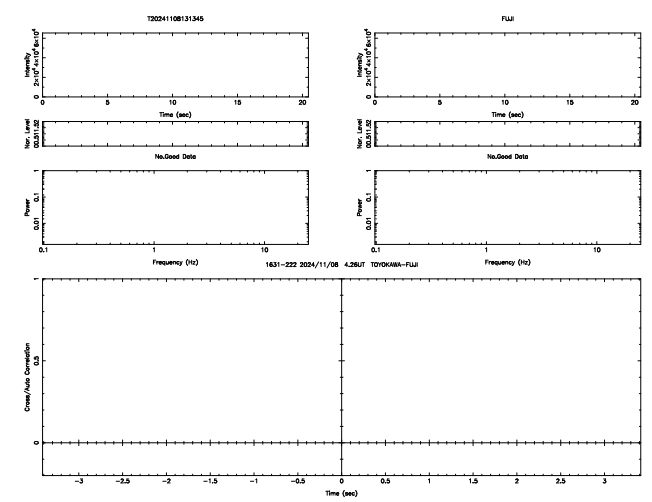 T20241108131345 FUJI
Intensity 0 2×10⁴ 4×10⁴ 6×10⁴ Intensity 0 2×10⁴ 4×10⁴ 6×10⁴
0 5 10 15 20 0 5 10 15 20
Time (sec) Time (sec)
Nor. Level 00.511.52 Nor. Level 00.511.52
No.Good Data No.Good Data
Power 0.01 0.1 1 Power 0.01 0.1 1
0.1 1 10 0.1 1 10
Frequency (Hz) Frequency (Hz)
1631-222 2024/11/08 4.26UT TOYOKAWA-FUJI
Cross/Auto Correlation 0 0.5 1
-3 -2.5 -2 -1.5 -1 -0.5 0 0.5 1 1.5 2 2.5 3
Time (sec)